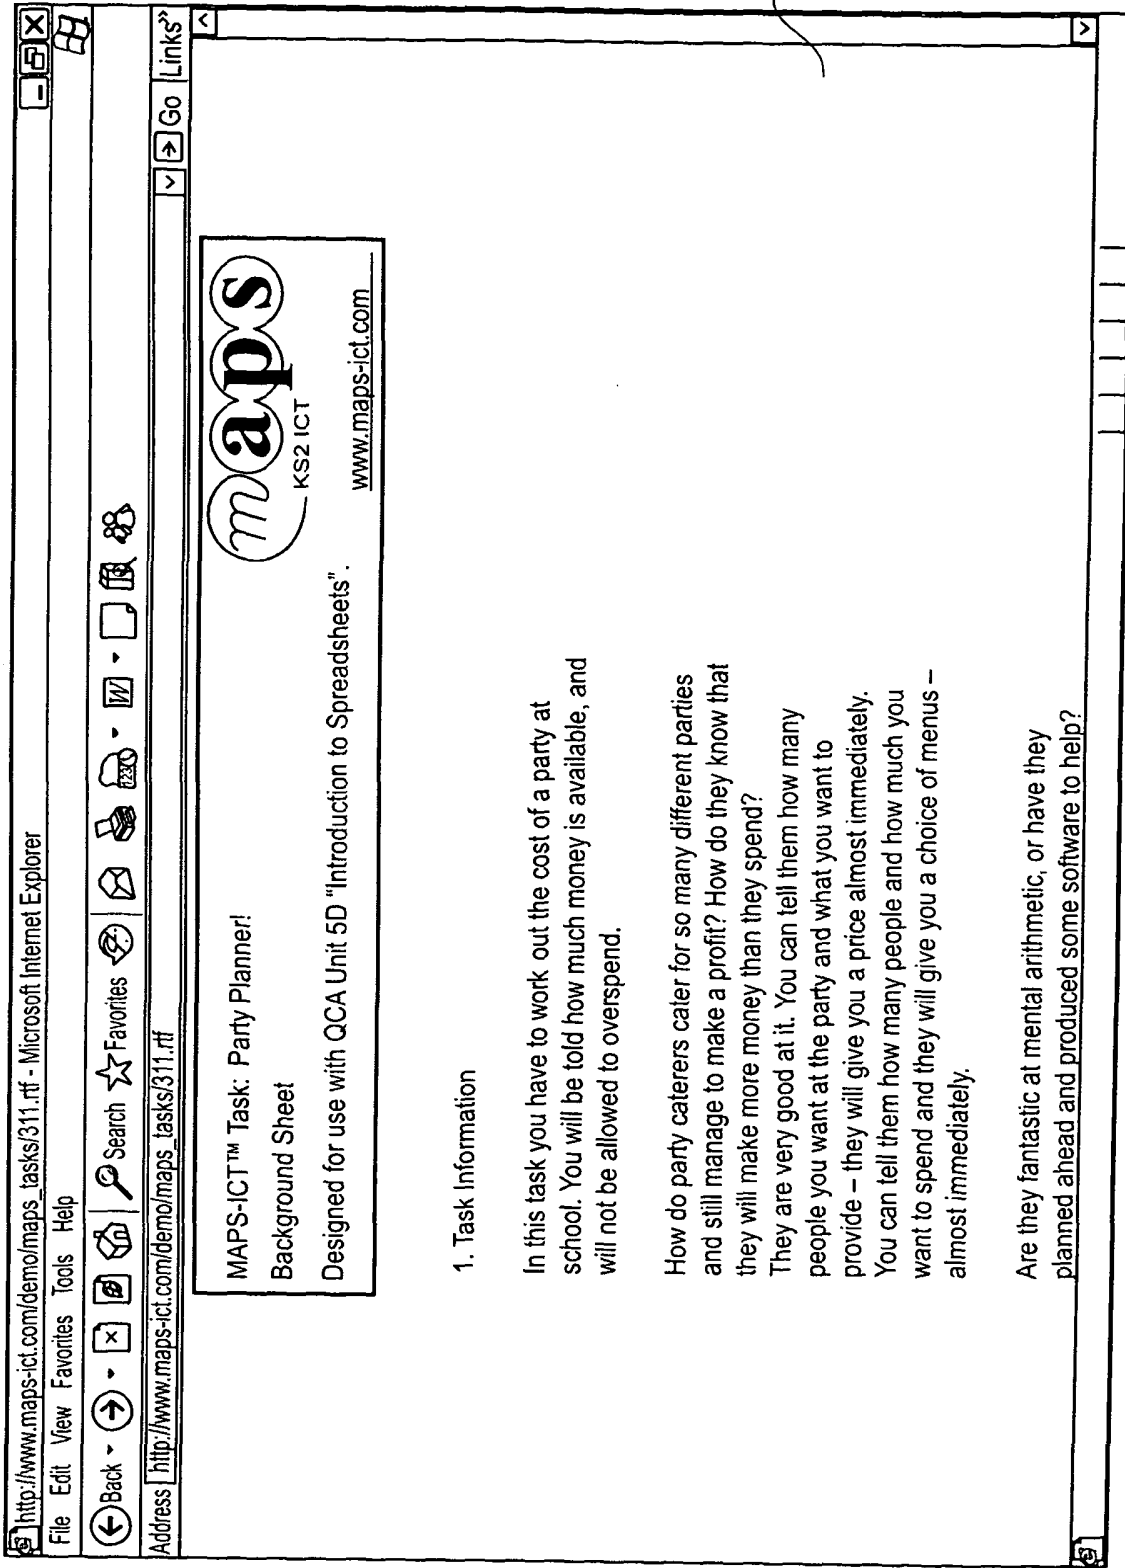 http://www.maps-ict.com/demo/maps_tasks/311.rtf - Microsoft Internet Explorer
File Edit View Favorites Tools Help
Back Search Favorites
Address http://www.maps-ict.com/demo/maps_tasks/311.rtf Go Links
MAPS-ICT™ Task: Party Planner!
Background Sheet
Designed for use with QCA Unit 5D "Introduction to Spreadsheets".
maps
KS2 ICT
www.maps-ict.com
1. Task Information
In this task you have to work out the cost of a party at
school. You will be told how much money is available, and
will not be allowed to overspend.
How do party caterers cater for so many different parties
and still manage to make a profit? How do they know that
they will make more money than they spend?
They are very good at it. You can tell them how many
people you want at the party and what you want to
provide – they will give you a price almost immediately.
You can tell them how many people and how much you
want to spend and they will give you a choice of menus –
almost immediately.
Are they fantastic at mental arithmetic, or have they
planned ahead and produced some software to help?